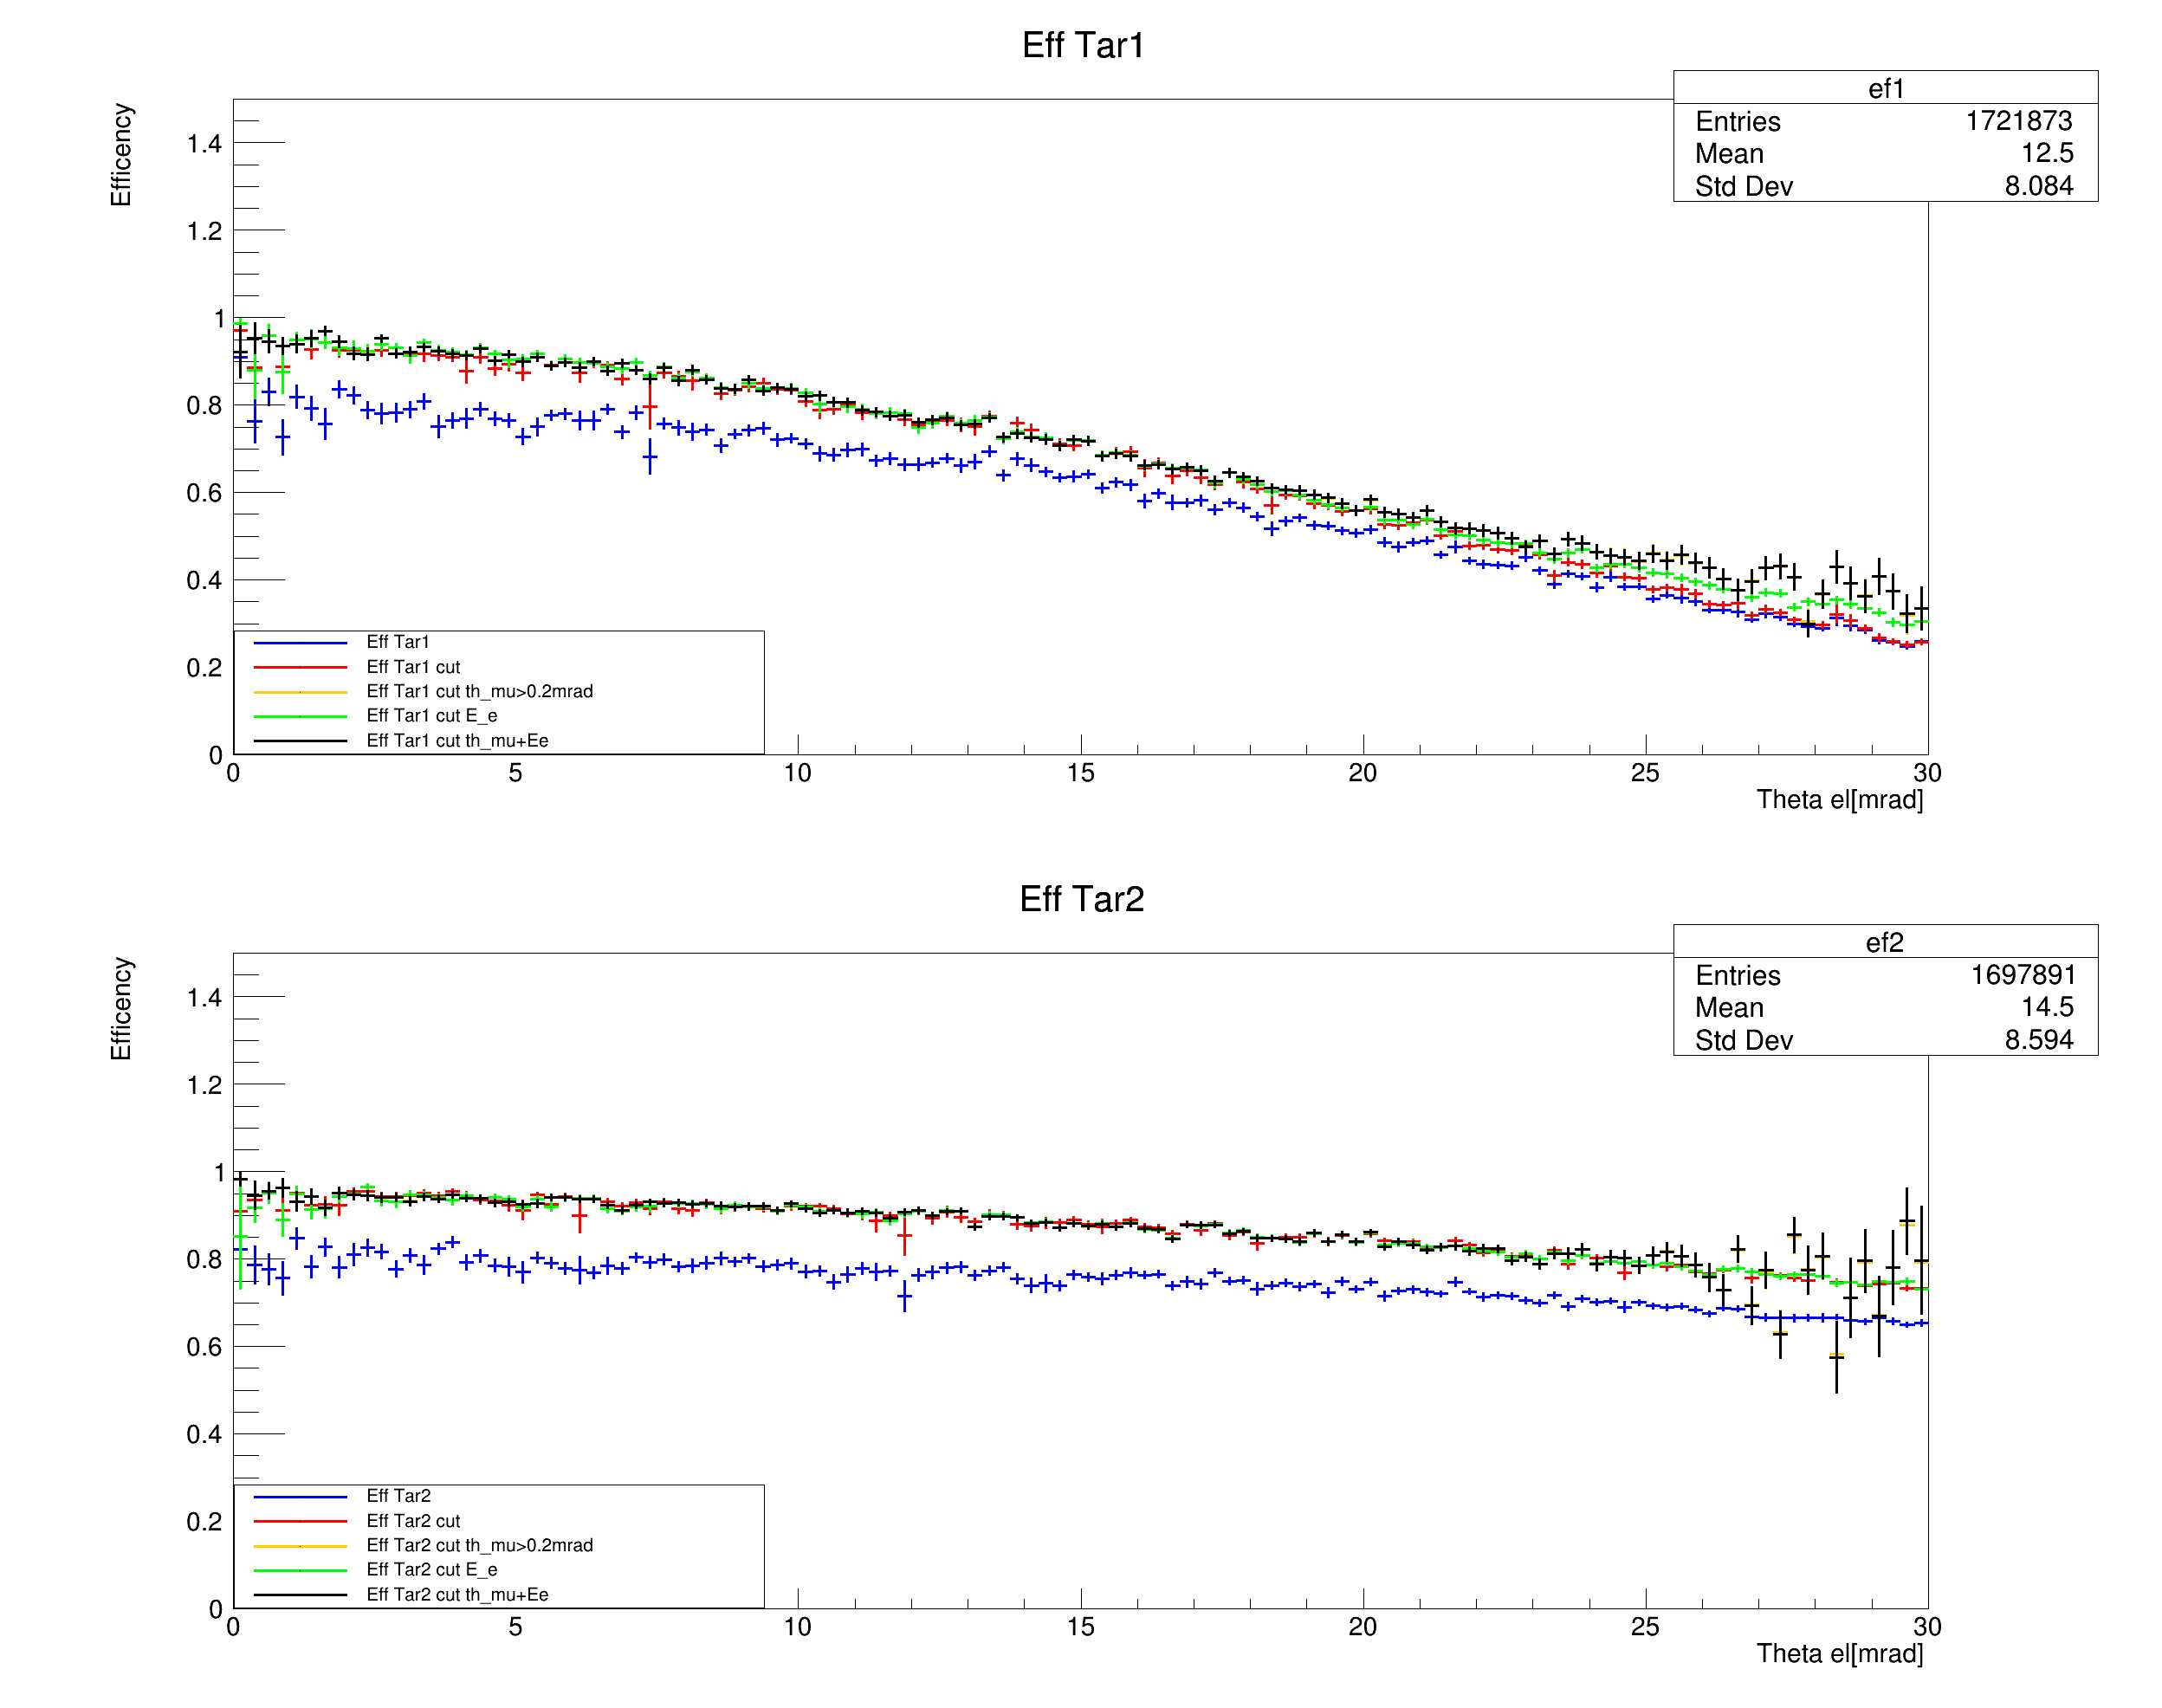 Eff Tar1
ef1
Entries 1721873
Mean 12.5
Std Dev 8.084
Efficency
1.4
1.2
1
0.8
0.6
0.4
0.2
0
Eff Tar1
Eff Tar1 cut
Eff Tar1 cut th_mu>0.2mrad
Eff Tar1 cut E_e
Eff Tar1 cut th_mu+Ee
0 5 10 15 20 25 30
Theta el[mrad]
Eff Tar2
ef2
Entries 1697891
Mean 14.5
Std Dev 8.594
Efficency
1.4
1.2
1
0.8
0.6
0.4
0.2
0
Eff Tar2
Eff Tar2 cut
Eff Tar2 cut th_mu>0.2mrad
Eff Tar2 cut E_e
Eff Tar2 cut th_mu+Ee
0 5 10 15 20 25 30
Theta el[mrad]